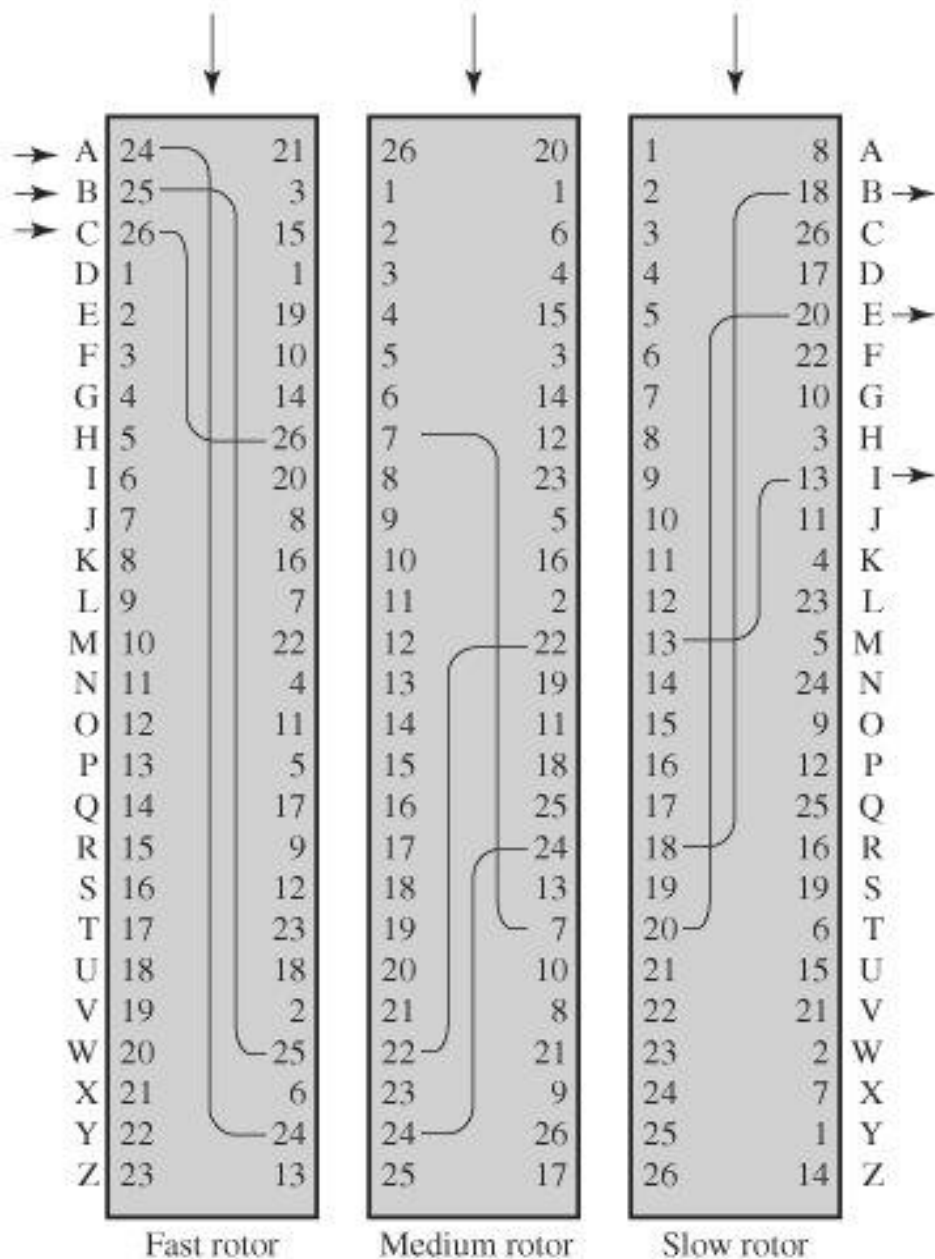 A 24 21 26 20 1 8 A
B 25 3 1 1 2 18 B
C 26 15 2 6 3 26 C
D 1 1 3 4 4 17 D
E 2 19 4 15 5 20 E
F 3 10 5 3 6 22 F
G 4 14 6 14 7 10 G
H 5 26 7 12 8 3 H
I 6 20 8 23 9 13 I
J 7 8 9 5 10 11 J
K 8 16 10 16 11 4 K
L 9 7 11 2 12 23 L
M 10 22 12 22 13 5 M
N 11 4 13 19 14 24 N
O 12 11 14 11 15 9 O
P 13 5 15 18 16 12 P
Q 14 17 16 25 17 25 Q
R 15 9 17 24 18 16 R
S 16 12 18 13 19 19 S
T 17 23 19 7 20 6 T
U 18 18 20 10 21 15 U
V 19 2 21 8 22 21 V
W 20 25 22 21 23 2 W
X 21 6 23 9 24 7 X
Y 22 24 24 26 25 1 Y
Z 23 13 25 17 26 14 Z
Fast rotor Medium rotor Slow rotor